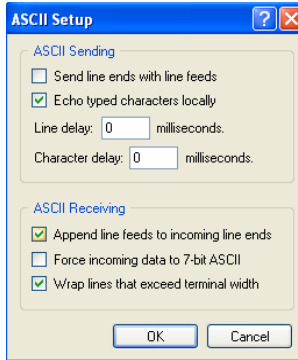 ASCII Setup
ASCII Sending
Send line ends with line feeds
Echo typed characters locally
Line delay: 0 milliseconds.
Character delay: 0 milliseconds.
ASCII Receiving
Append line feeds to incoming line ends
Force incoming data to 7-bit ASCII
Wrap lines that exceed terminal width
OK Cancel